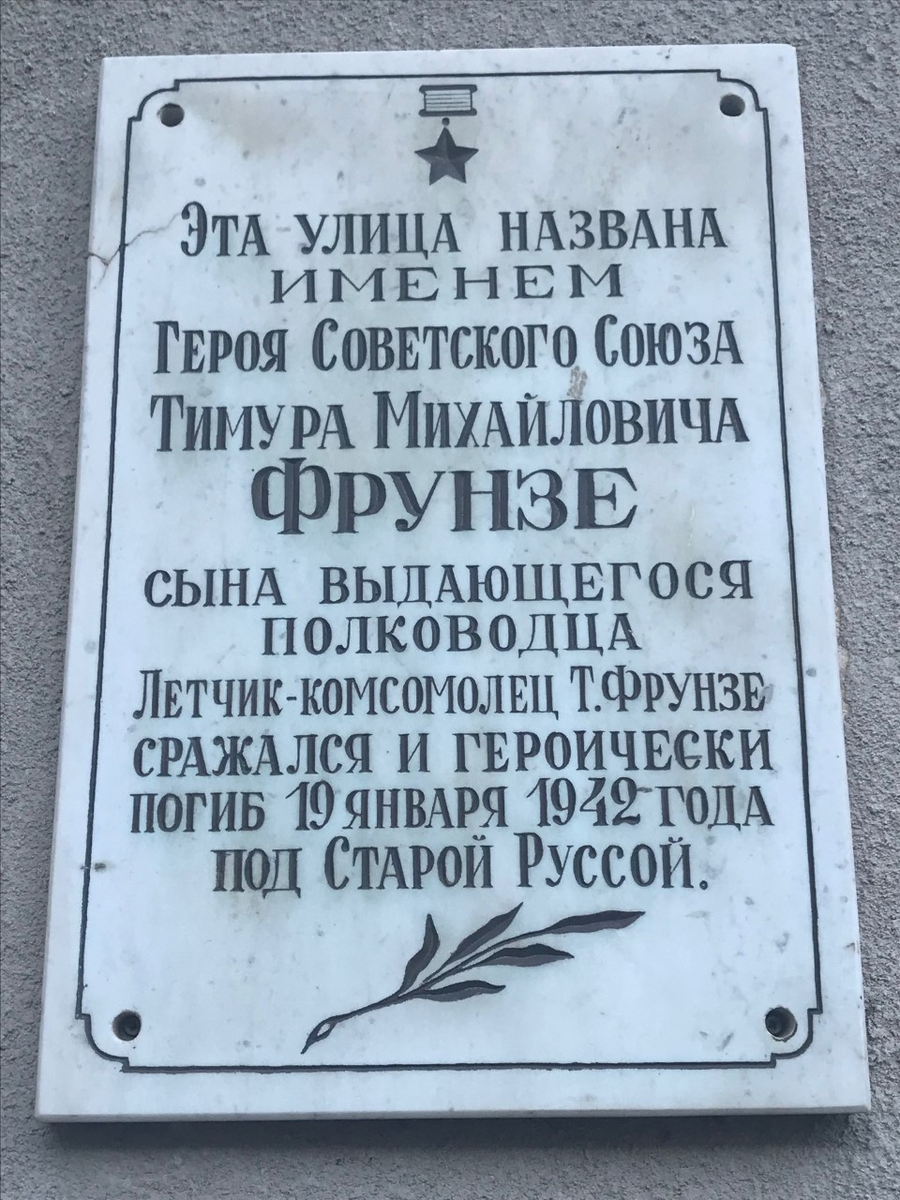 Эта улица названа
именем
Героя Советского Союза
Тимура Михайловича
Фрунзе
сына выдающегося
полководца
Летчик-комсомолец Т.Фрунзе
сражался и героически
погиб 19 января 1942 года
под Старой Руссой.